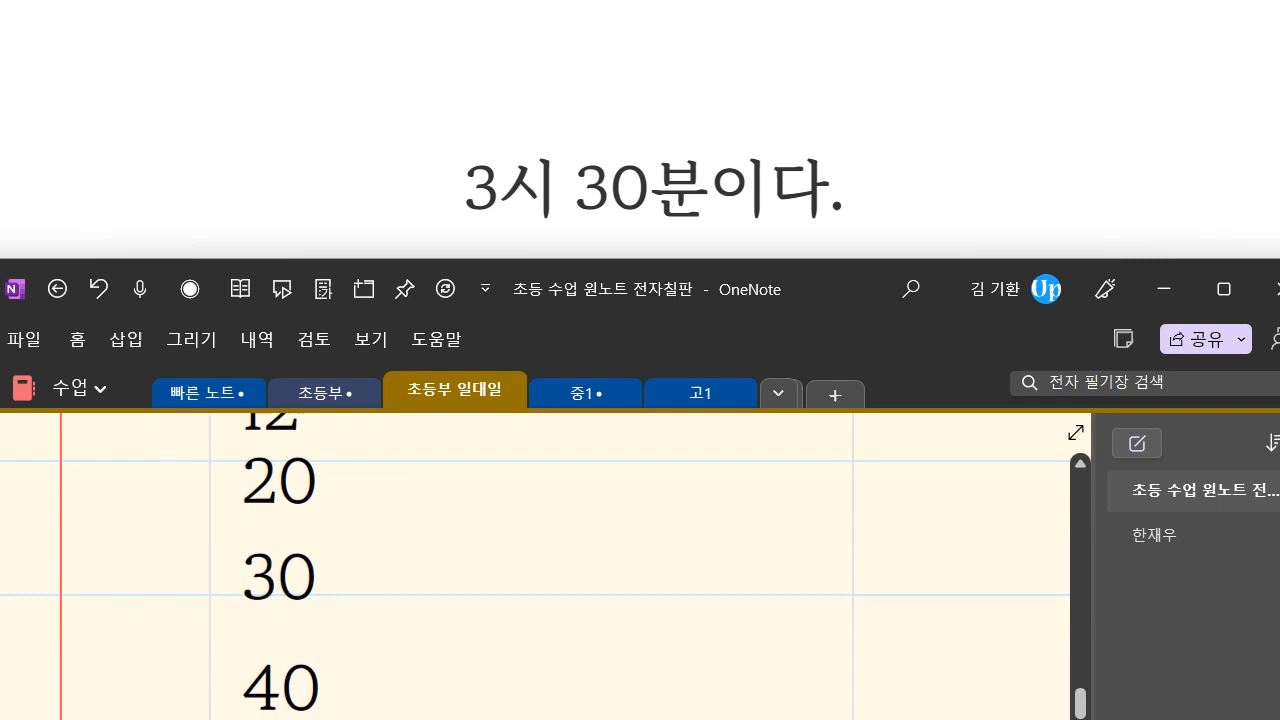 3시 30분이다.
초등 수업 원노트 전자칠판 - OneNote
김 기환
Up
파일 홈 삽입 그리기 내역 검토 보기 도움말
공유
수업
빠른 노트•
초등부•
초등부 일대일
중1•
고1
+
전자 필기장 검색
12
20
30
40
초등 수업 원노트 전...
한재우